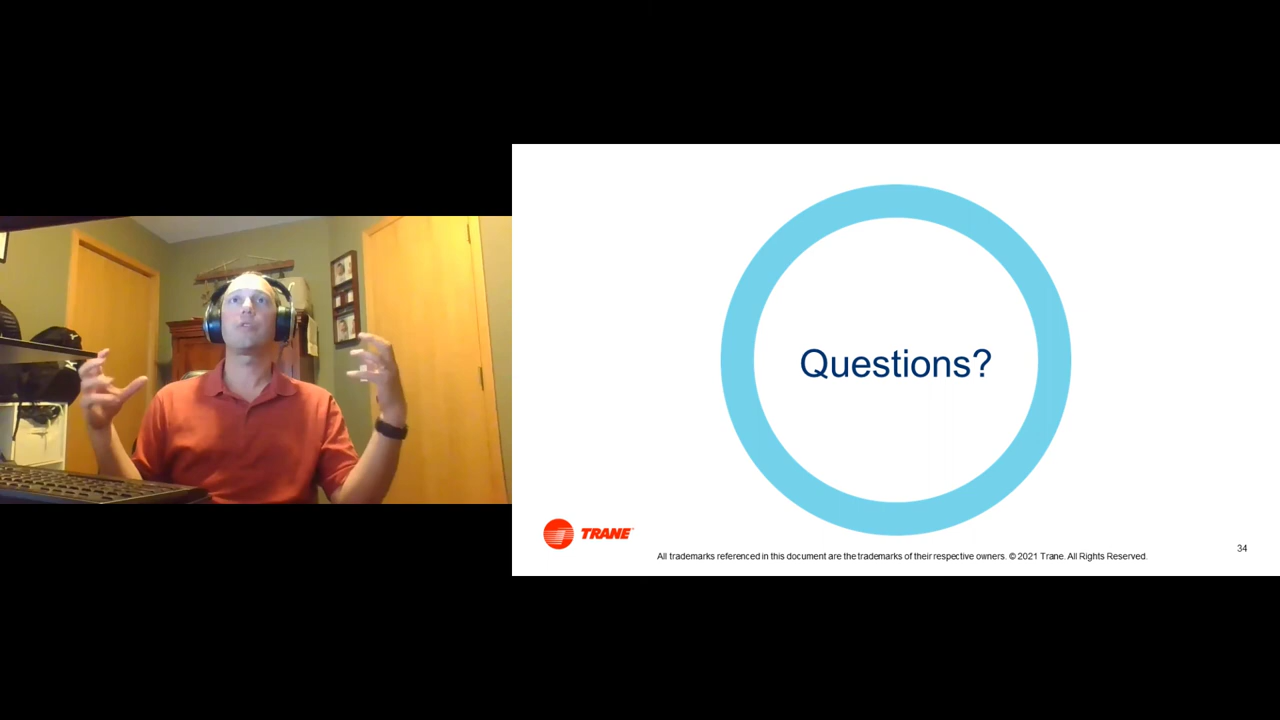 Questions?
TRANE
All trademarks referenced in this document are the trademarks of their respective owners. © 2021 Trane. All Rights Reserved.
34